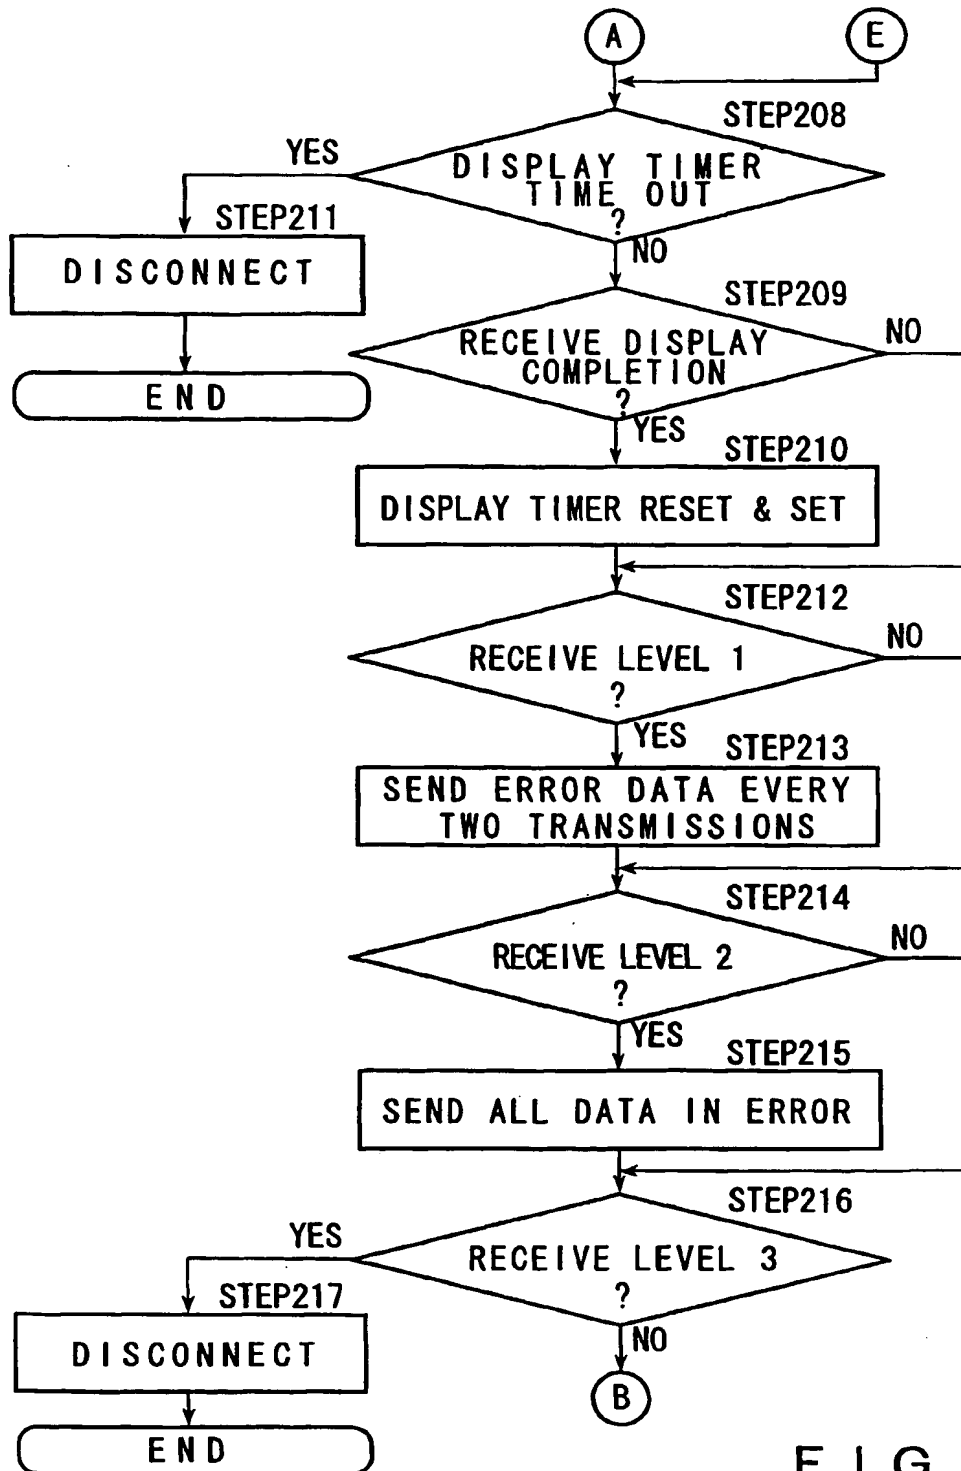 A
E
STEP208
YES
DISPLAY TIMER
TIME OUT
?
NO
STEP211
DISCONNECT
END
STEP209
RECEIVE DISPLAY
COMPLETION
?
NO
YES
STEP210
DISPLAY TIMER RESET & SET
STEP212
RECEIVE LEVEL 1
?
NO
YES
STEP213
SEND ERROR DATA EVERY
TWO TRANSMISSIONS
STEP214
RECEIVE LEVEL 2
?
NO
YES
STEP215
SEND ALL DATA IN ERROR
STEP216
YES
RECEIVE LEVEL 3
?
NO
STEP217
DISCONNECT
END
B
FIG